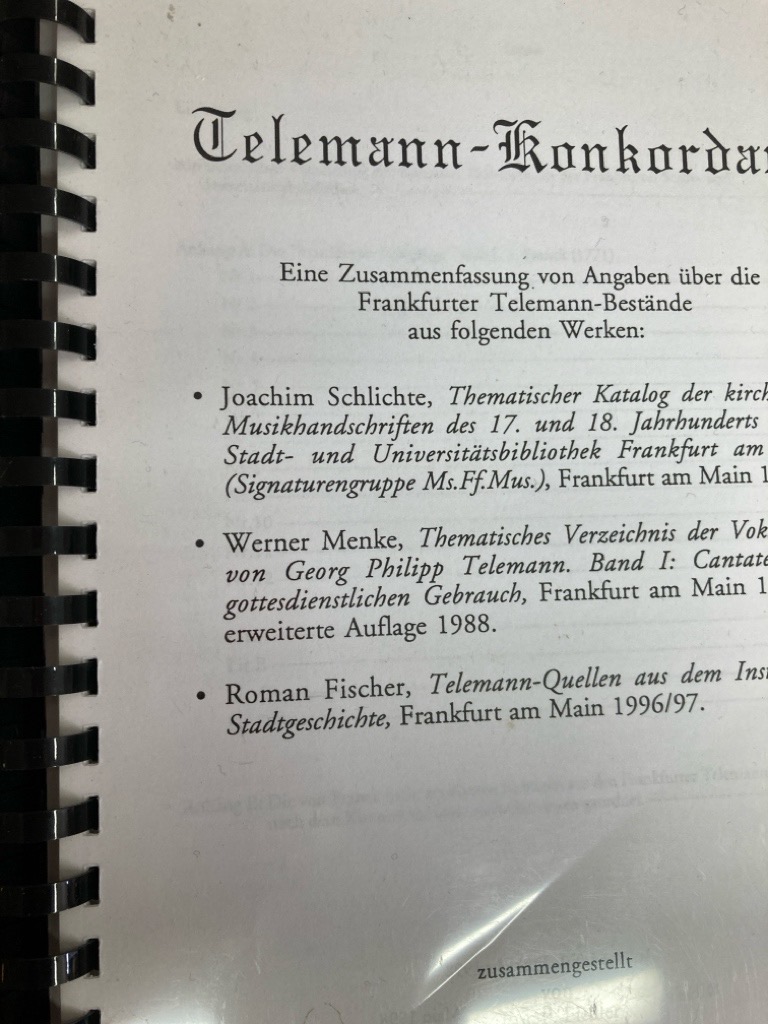 Telemann-Konkordan
Eine Zusammenfassung von Angaben über die
Frankfurter Telemann-Bestände
aus folgenden Werken:
• Joachim Schlichte, Thematischer Katalog der kirch
Musikhandschriften des 17. und 18. Jahrhunderts
Stadt- und Universitätsbibliothek Frankfurt am
(Signaturengruppe Ms.Ff.Mus.), Frankfurt am Main 1
• Werner Menke, Thematisches Verzeichnis der Vok
von Georg Philipp Telemann. Band I: Cantate
gottesdienstlichen Gebrauch, Frankfurt am Main 1
erweiterte Auflage 1988.
• Roman Fischer, Telemann-Quellen aus dem Inst
Stadtgeschichte, Frankfurt am Main 1996/97.
zusammengestellt
von